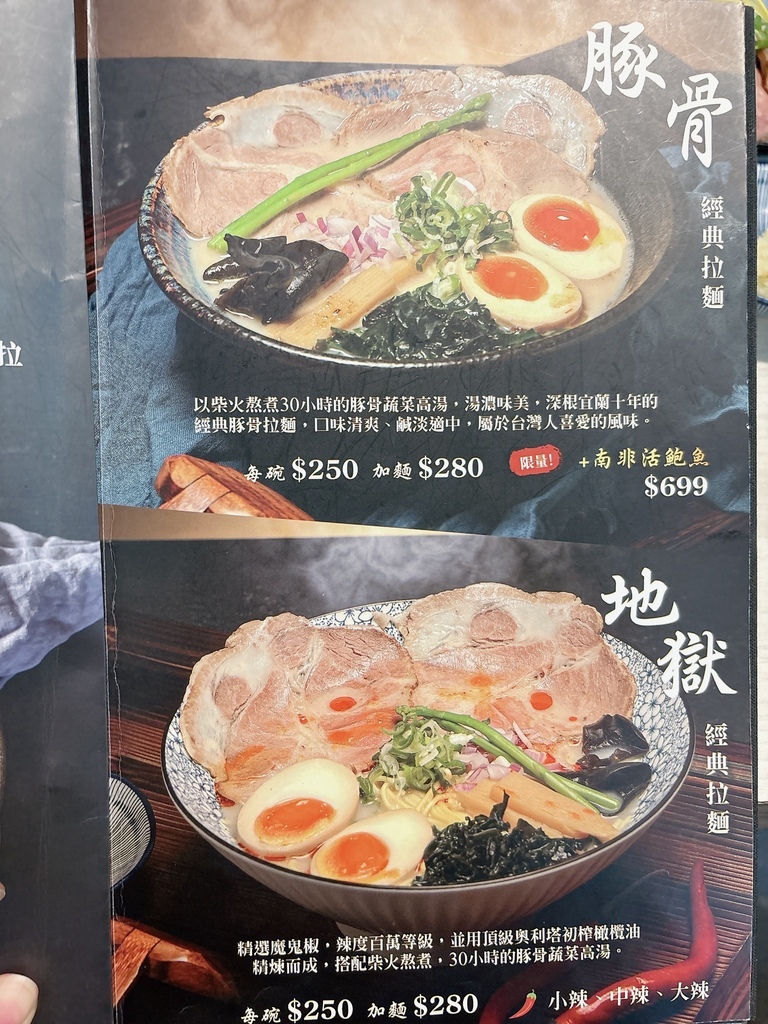 豚骨
經典拉麵
以柴火熬煮30小時的豚骨蔬菜高湯，湯濃味美，深根宜蘭十年的
經典豚骨拉麵，口味清爽、鹹淡適中，屬於台灣人喜愛的風味。
每碗 $250 加麵 $280
限量!
+南非活鮑魚
$699
拉
地獄
經典拉麵
精選魔鬼椒，辣度百萬等級，並用頂級奧利塔初榨橄欖油
精煉而成，搭配柴火熬煮，30小時的豚骨蔬菜高湯。
每碗 $250 加麵 $280
小辣、中辣、大辣